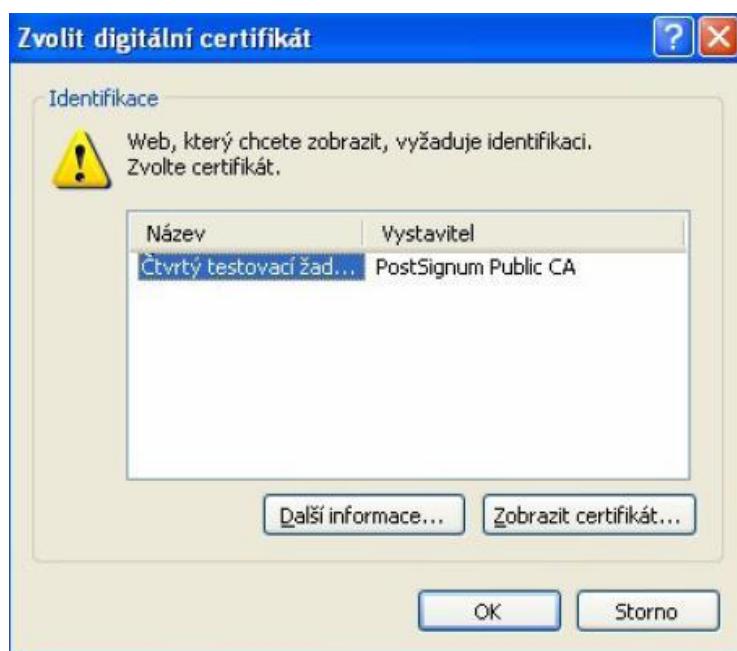 Zvolit digitální certifikát
Identifikace
Web, který chcete zobrazit, vyžaduje identifikaci.
Zvolte certifikát.
Název Vystavitel
Čtvrtý testovací žad... PostSignum Public CA
Další informace... Zobrazit certifikát...
OK Storno